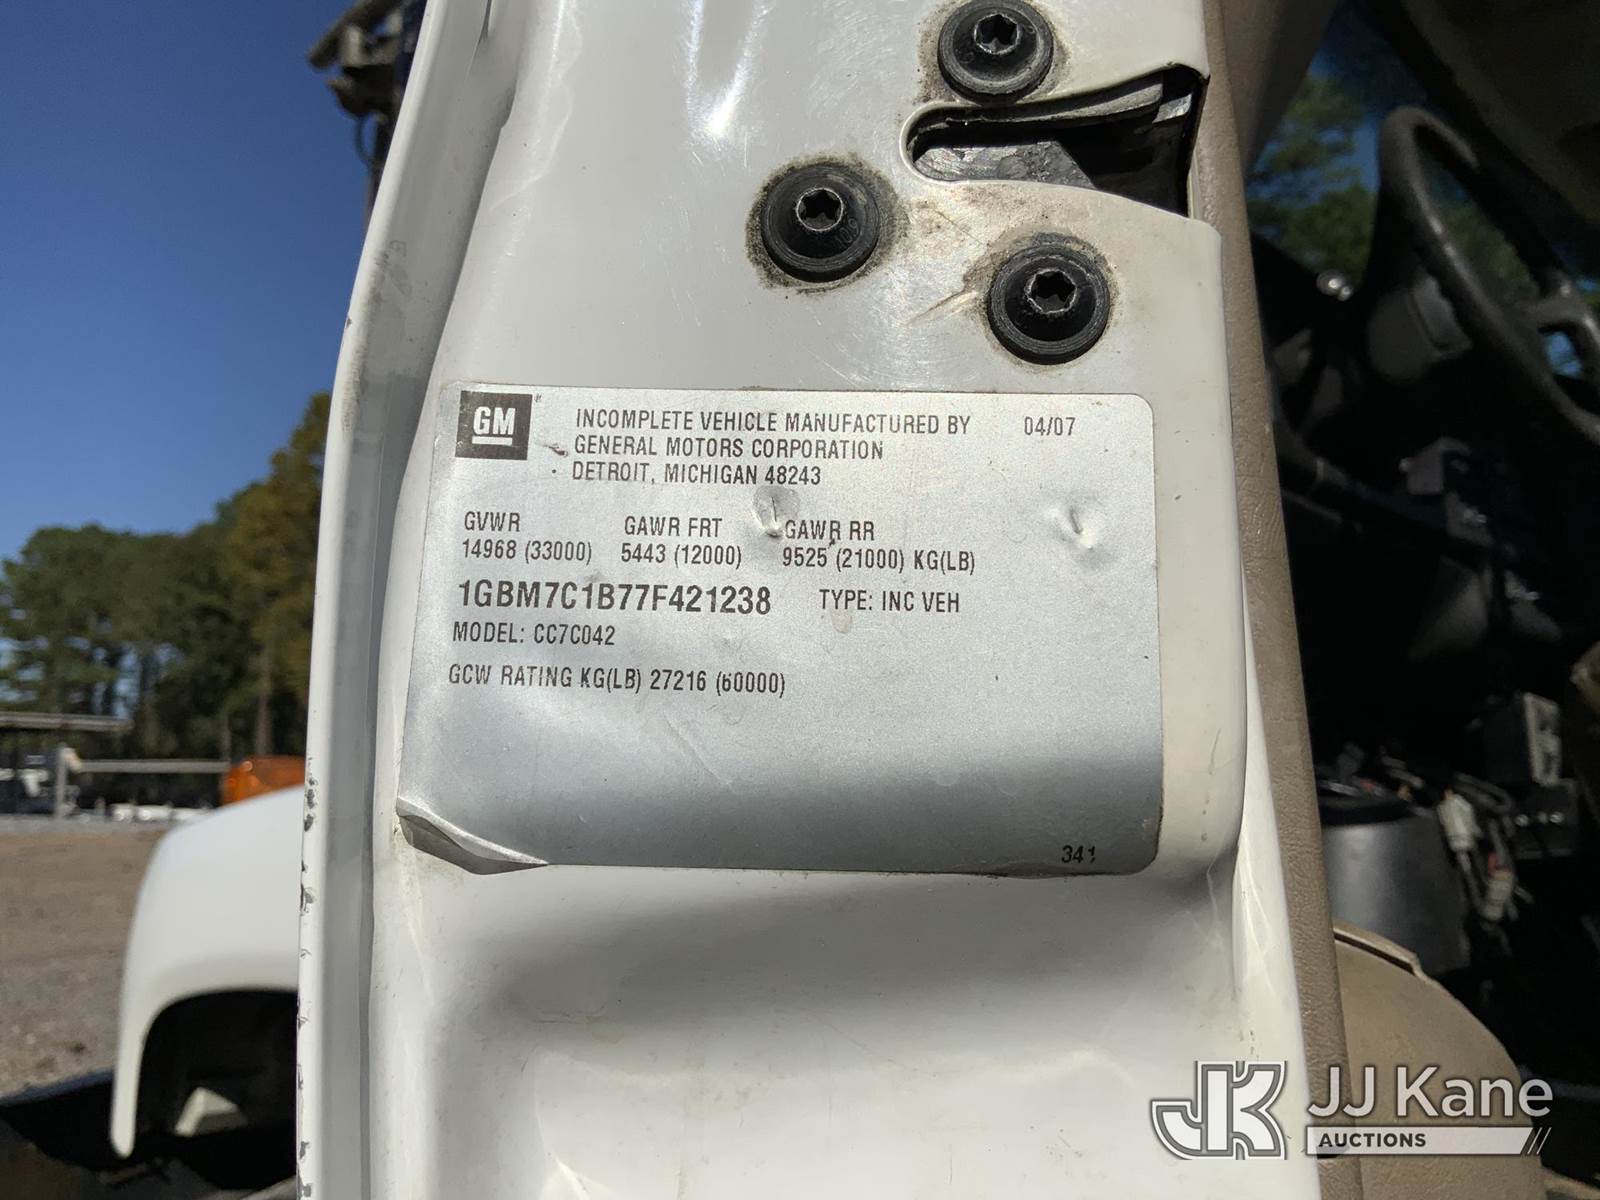 GM
INCOMPLETE VEHICLE MANUFACTURED BY 04/07
GENERAL MOTORS CORPORATION
DETROIT, MICHIGAN 48243
GVWR GAWR FRT GAWR RR
14968 (33000) 5443 (12000) 9525 (21000) KG(LB)
1GBM7C1B77F421238 TYPE: INC VEH
MODEL: CC7C042
GCW RATING KG(LB) 27216 (60000)
341
JK JJ Kane
AUCTIONS